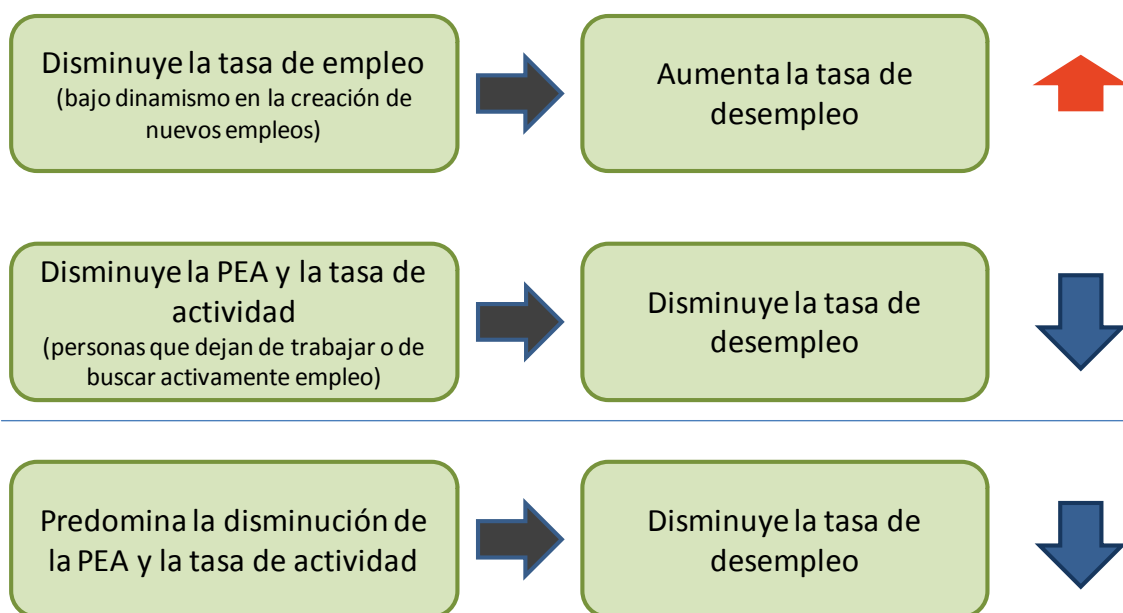 Disminuye la tasa de empleo
(bajo dinamismo en la creación de
nuevos empleos)
Aumenta la tasa de
desempleo
Disminuye la PEA y la tasa de
actividad
(personas que dejan de trabajar o de
buscar activamente empleo)
Disminuye la tasa de
desempleo
Predomina la disminución de
la PEA y la tasa de actividad
Disminuye la tasa de
desempleo